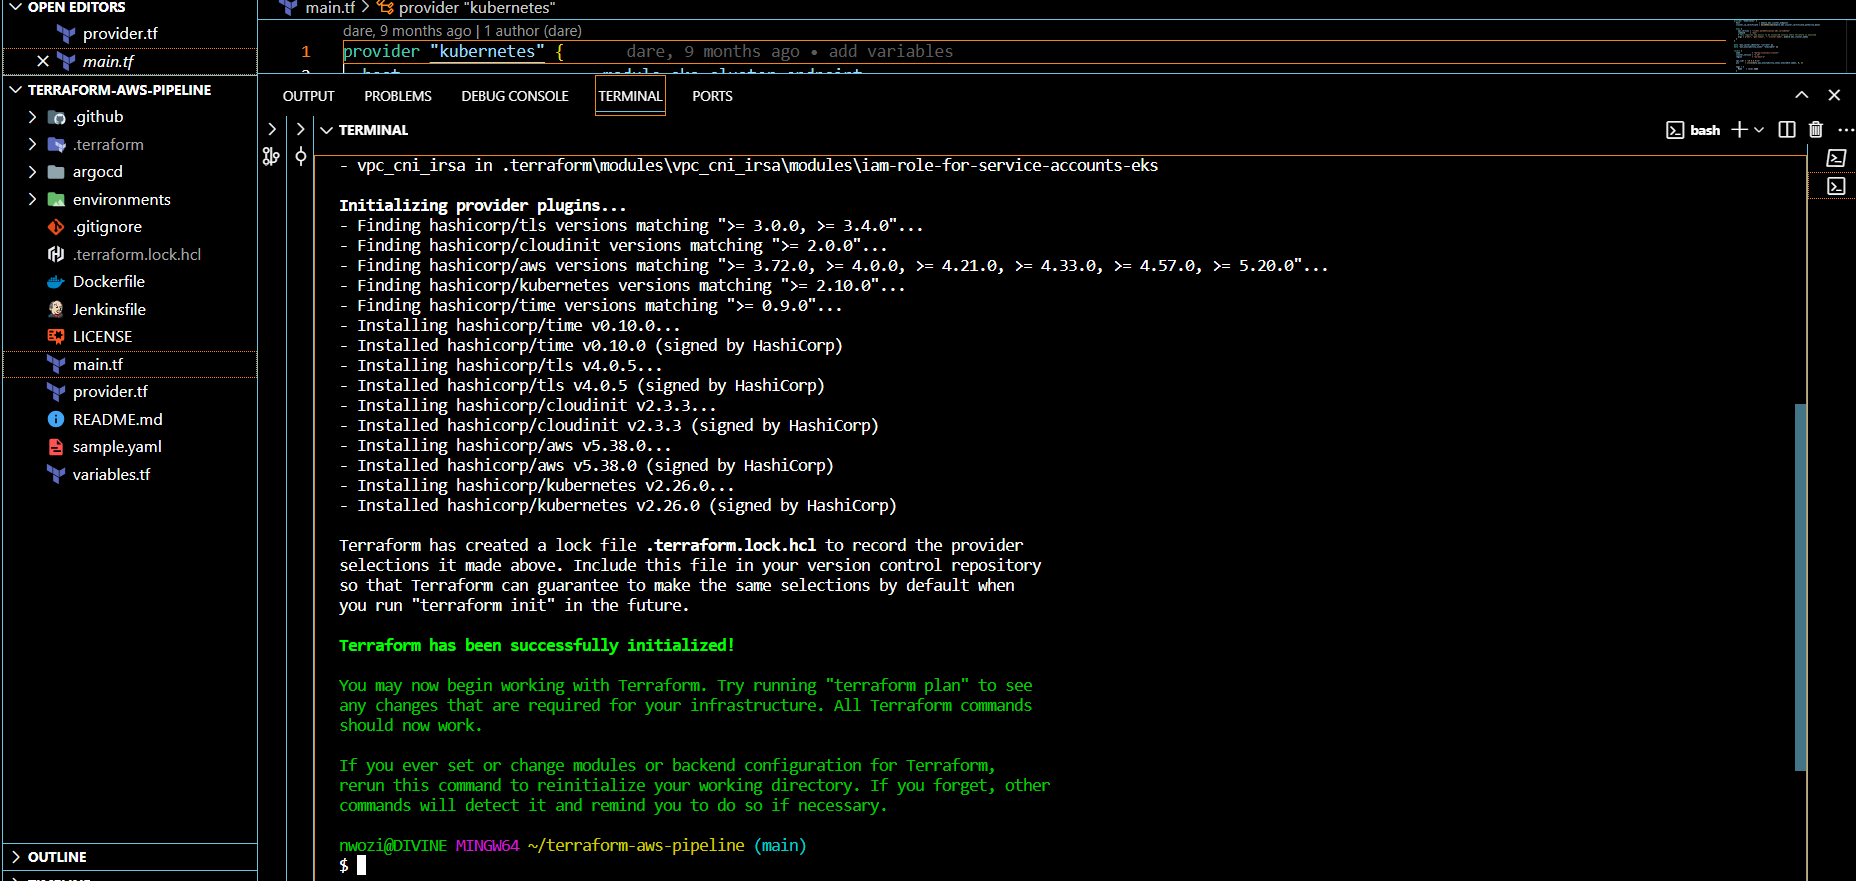 OPEN EDITORS
provider.tf
main.tf
TERRAFORM-AWS-PIPELINE
.github
.terraform
argocd
environments
.gitignore
.terraform.lock.hcl
Dockerfile
Jenkinsfile
LICENSE
main.tf
provider.tf
README.md
sample.yaml
variables.tf
OUTLINE
main.tf > provider "kubernetes"
dare, 9 months ago | 1 author (dare)
1 provider "kubernetes" { dare, 9 months ago • add variables
OUTPUT PROBLEMS DEBUG CONSOLE TERMINAL PORTS
TERMINAL
bash
- vpc_cni_irsa in .terraform\modules\vpc_cni_irsa\modules\iam-role-for-service-accounts-eks
Initializing provider plugins...
- Finding hashicorp/tls versions matching ">= 3.0.0, >= 3.4.0"...
- Finding hashicorp/cloudinit versions matching ">= 2.0.0"...
- Finding hashicorp/aws versions matching ">= 3.72.0, >= 4.0.0, >= 4.21.0, >= 4.33.0, >= 4.57.0, >= 5.20.0"...
- Finding hashicorp/kubernetes versions matching ">= 2.10.0"...
- Finding hashicorp/time versions matching ">= 0.9.0"...
- Installing hashicorp/time v0.10.0...
- Installed hashicorp/time v0.10.0 (signed by HashiCorp)
- Installing hashicorp/tls v4.0.5...
- Installed hashicorp/tls v4.0.5 (signed by HashiCorp)
- Installing hashicorp/cloudinit v2.3.3...
- Installed hashicorp/cloudinit v2.3.3 (signed by HashiCorp)
- Installing hashicorp/aws v5.38.0...
- Installed hashicorp/aws v5.38.0 (signed by HashiCorp)
- Installing hashicorp/kubernetes v2.26.0...
- Installed hashicorp/kubernetes v2.26.0 (signed by HashiCorp)
Terraform has created a lock file .terraform.lock.hcl to record the provider
selections it made above. Include this file in your version control repository
so that Terraform can guarantee to make the same selections by default when
you run "terraform init" in the future.
Terraform has been successfully initialized!
You may now begin working with Terraform. Try running "terraform plan" to see
any changes that are required for your infrastructure. All Terraform commands
should now work.
If you ever set or change modules or backend configuration for Terraform,
rerun this command to reinitialize your working directory. If you forget, other
commands will detect it and remind you to do so if necessary.
nwozi@DIVINE MINGW64 ~/terraform-aws-pipeline (main)
$